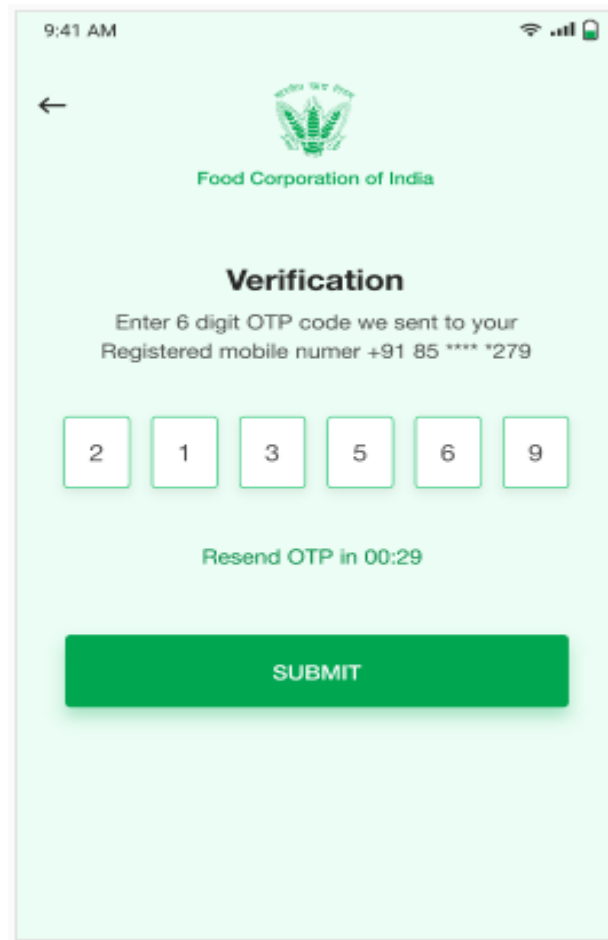 9:41 AM
Food Corporation of India
Verification
Enter 6 digit OTP code we sent to your
Registered mobile numer +91 85 **** *279
2 1 3 5 6 9
Resend OTP in 00:29
SUBMIT